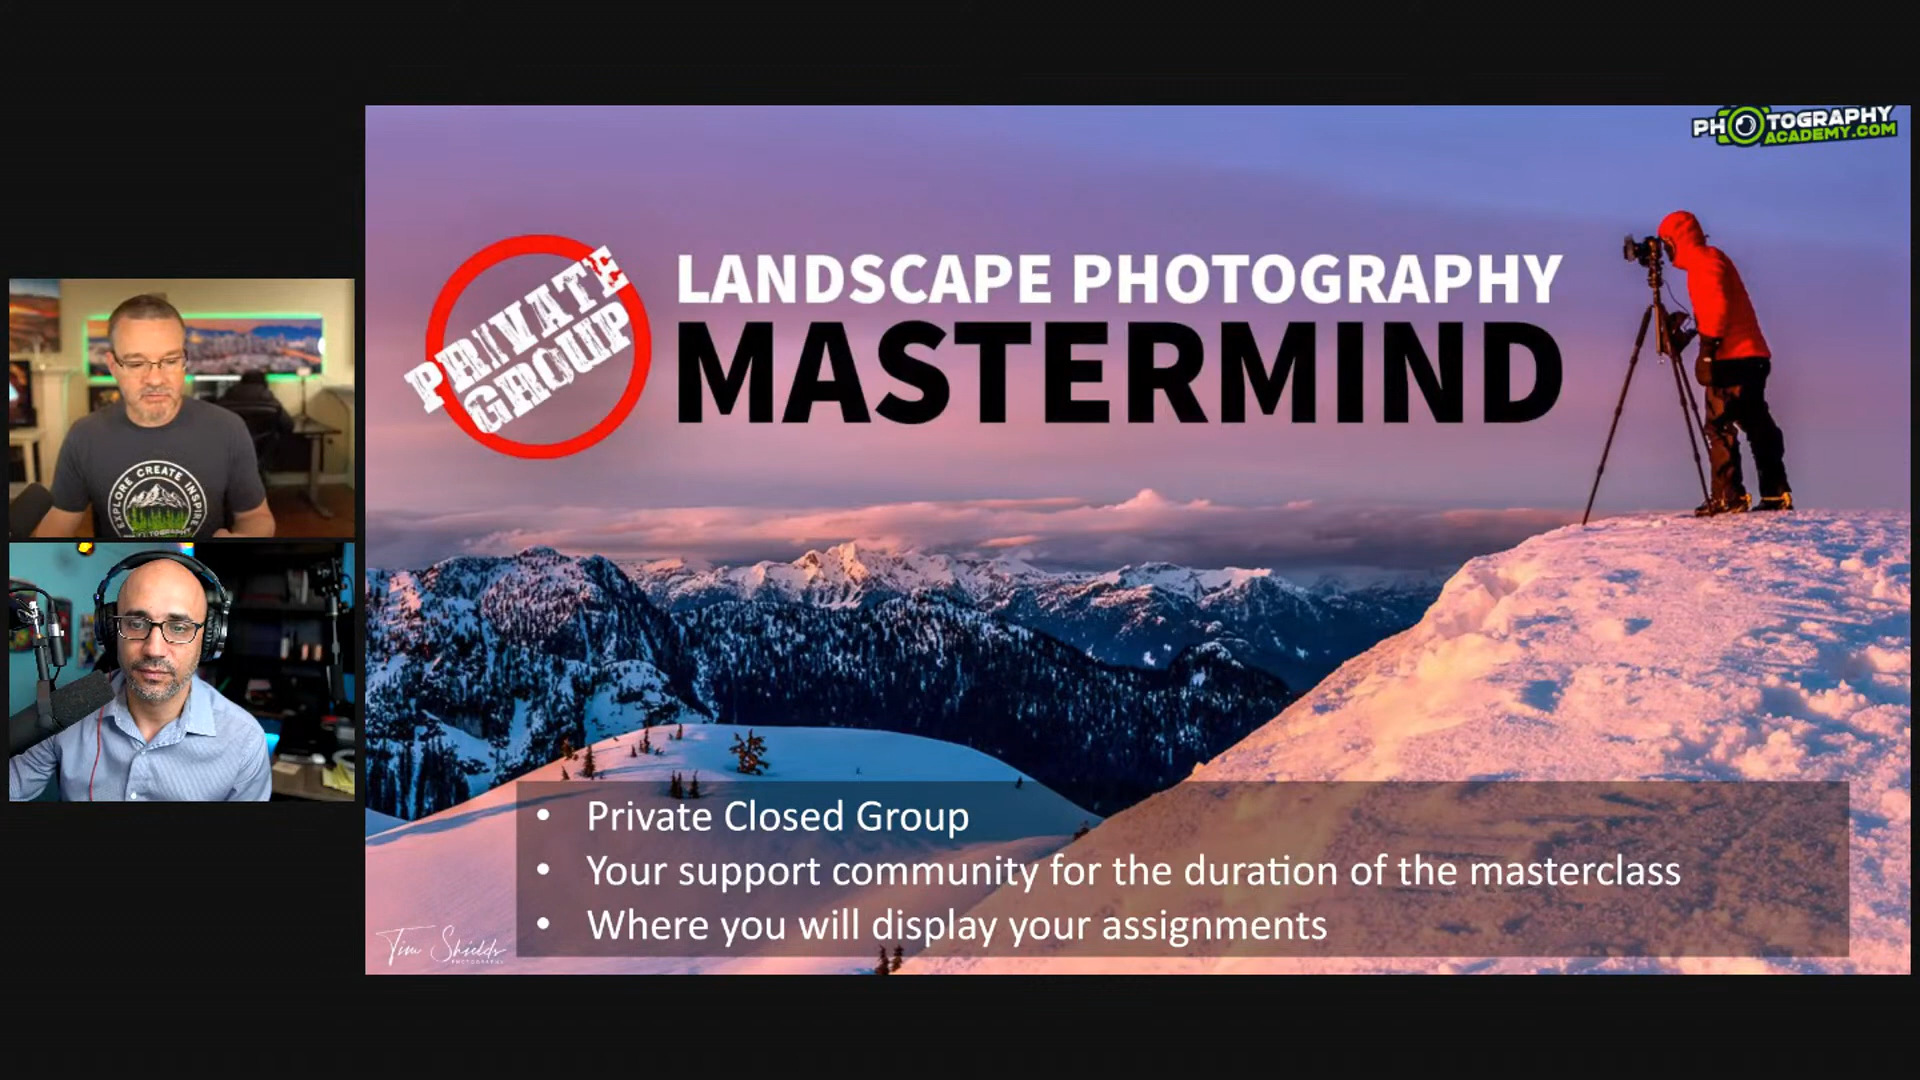 PHOTOGRAPHY
ACADEMY.COM
PRIVATE
GROUP
LANDSCAPE PHOTOGRAPHY
MASTERMIND
EXPLORE CREATE INSPIRE
• Private Closed Group
• Your support community for the duration of the masterclass
• Where you will display your assignments
Tim Shields
PHOTOGRAPHY